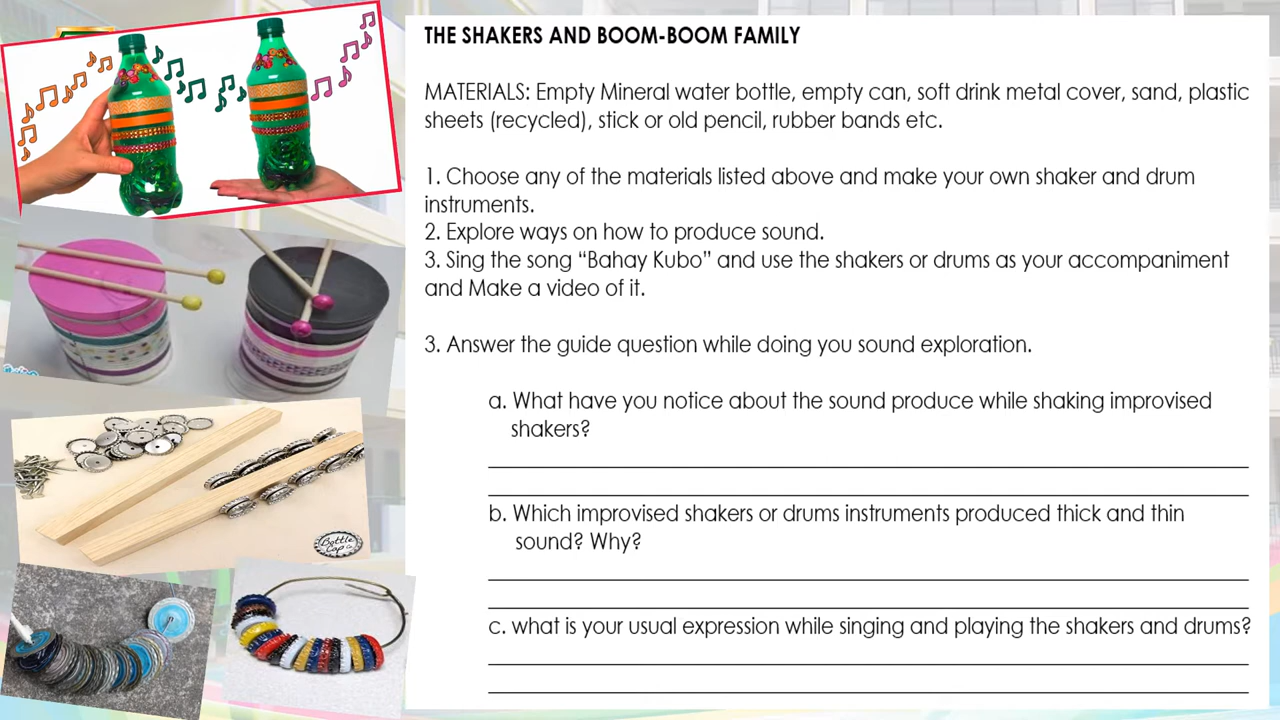 THE SHAKERS AND BOOM-BOOM FAMILY
MATERIALS: Empty Mineral water bottle, empty can, soft drink metal cover, sand, plastic
sheets (recycled), stick or old pencil, rubber bands etc.
1. Choose any of the materials listed above and make your own shaker and drum
instruments.
2. Explore ways on how to produce sound.
3. Sing the song “Bahay Kubo” and use the shakers or drums as your accompaniment
and Make a video of it.
3. Answer the guide question while doing you sound exploration.
a. What have you notice about the sound produce while shaking improvised
shakers?
b. Which improvised shakers or drums instruments produced thick and thin
sound? Why?
c. what is your usual expression while singing and playing the shakers and drums?
Bottle
Cap